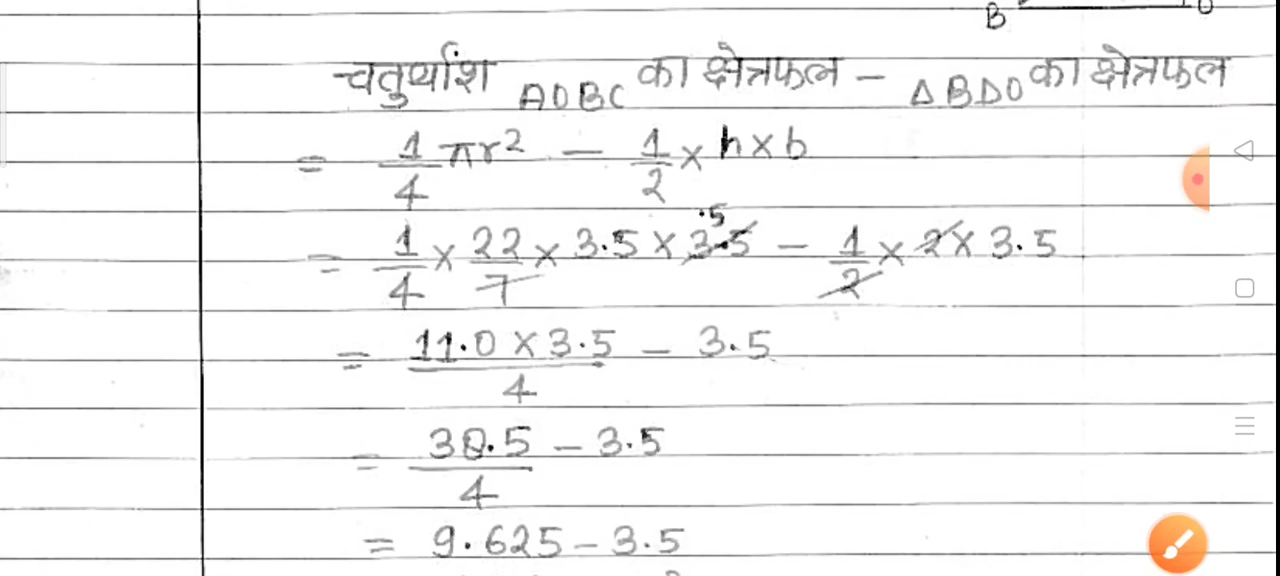 B D
चतुर्थांश AOBC का क्षेत्रफल - ΔBDO का क्षेत्रफल
= 1/4 πr² - 1/2 × h × b
= 1/4 × 22/7 × 3.5 × 3.5 .5 - 1/2 × 2 × 3.5
= 11.0 × 3.5/4 - 3.5
= 38.5/4 - 3.5
= 9.625 - 3.5